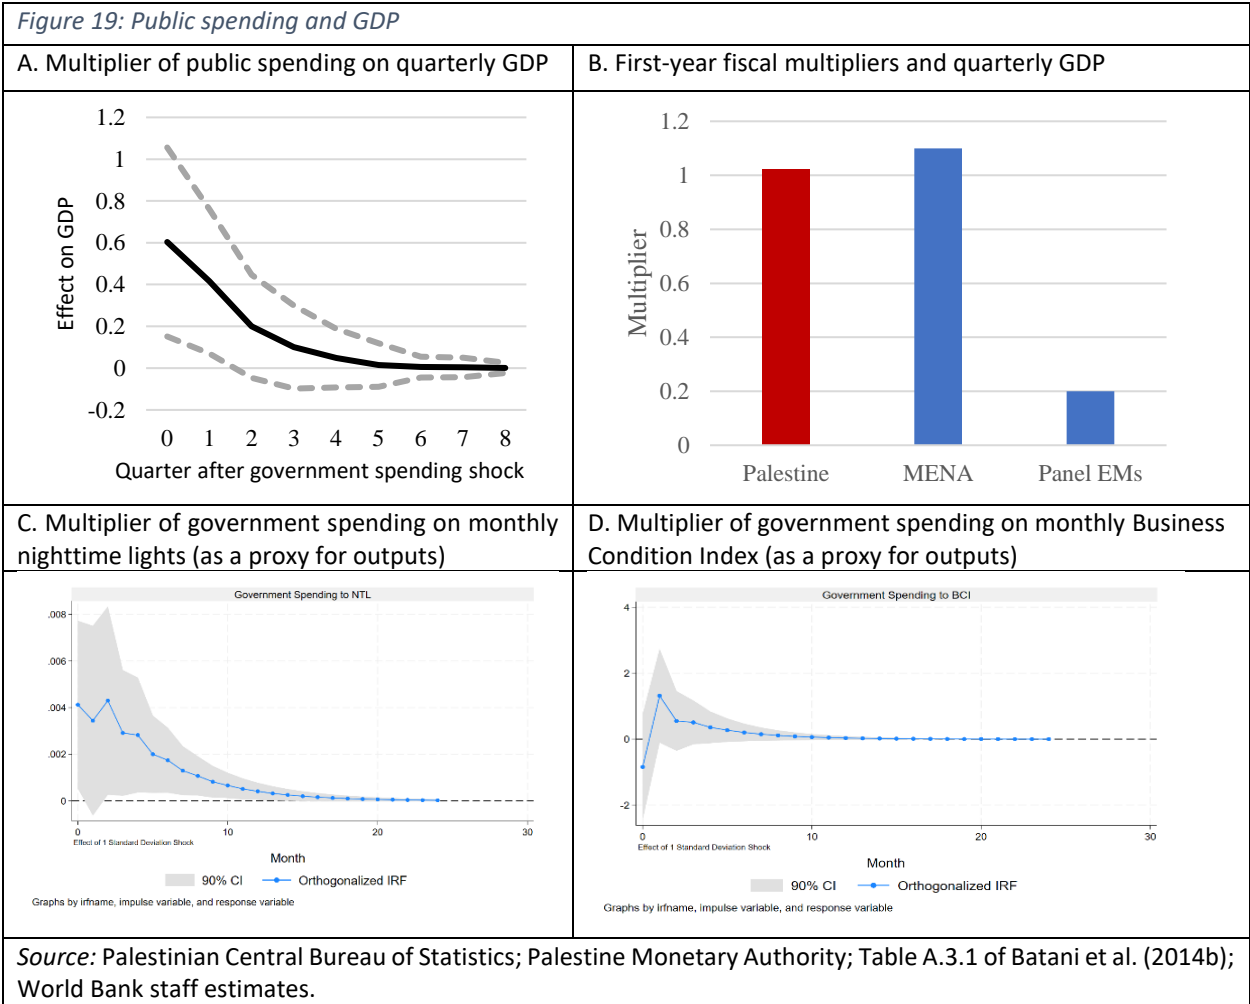 Figure 19: Public spending and GDP
A. Multiplier of public spending on quarterly GDP
B. First-year fiscal multipliers and quarterly GDP
1.2
1
0.8
0.6
0.4
0.2
0
-0.2
Effect on GDP
0 1 2 3 4 5 6 7 8
Quarter after government spending shock
1.2
1
0.8
0.6
0.4
0.2
0
Multiplier
Palestine MENA Panel EMs
C. Multiplier of government spending on monthly
nighttime lights (as a proxy for outputs)
D. Multiplier of government spending on monthly Business
Condition Index (as a proxy for outputs)
Government Spending to NTL
.008
.006
.004
.002
0
0 10 20 30
Effect of 1 Standard Deviation Shock
Month
90% CI Orthogonalized IRF
Graphs by irfname, impulse variable, and response variable
Government Spending to BCI
4
2
0
-2
0 10 20 30
Effect of 1 Standard Deviation Shock
Month
90% CI Orthogonalized IRF
Graphs by irfname, impulse variable, and response variable
Source: Palestinian Central Bureau of Statistics; Palestine Monetary Authority; Table A.3.1 of Batani et al. (2014b);
World Bank staff estimates.